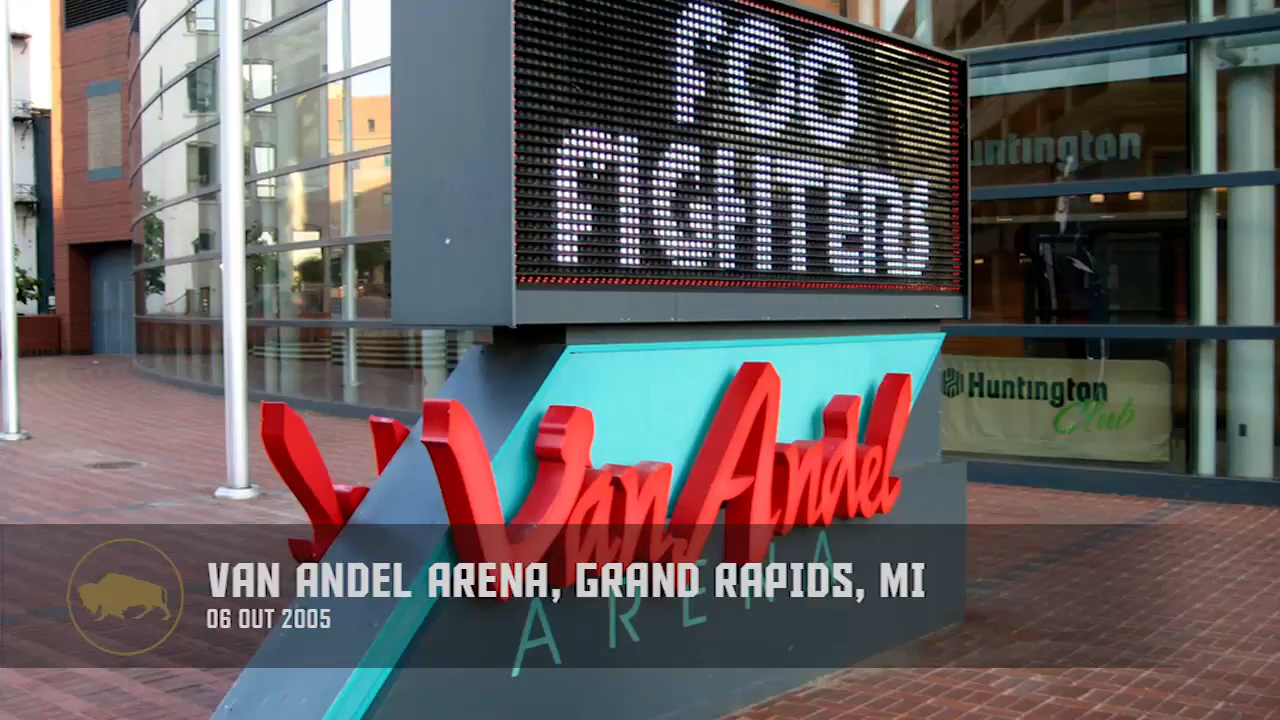 FOO
FIGHTERS
Huntington
Huntington
Club
Van Andel
ARENA
VAN ANDEL ARENA, GRAND RAPIDS, MI
06 OUT 2005